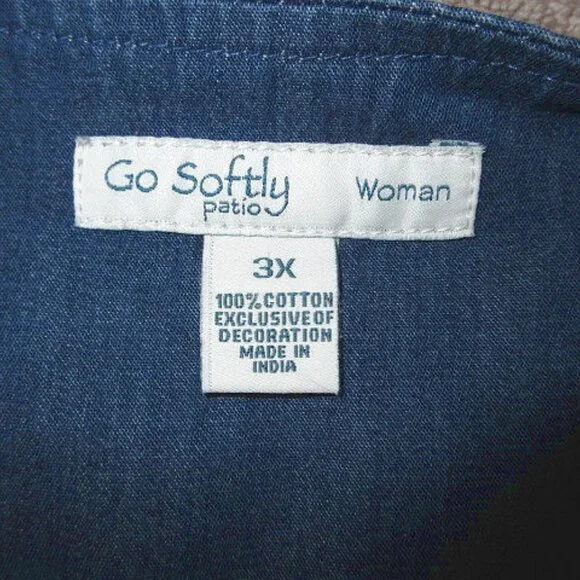 Go Softly Woman
patio
3X
100% COTTON
EXCLUSIVE OF
DECORATION
MADE IN
INDIA